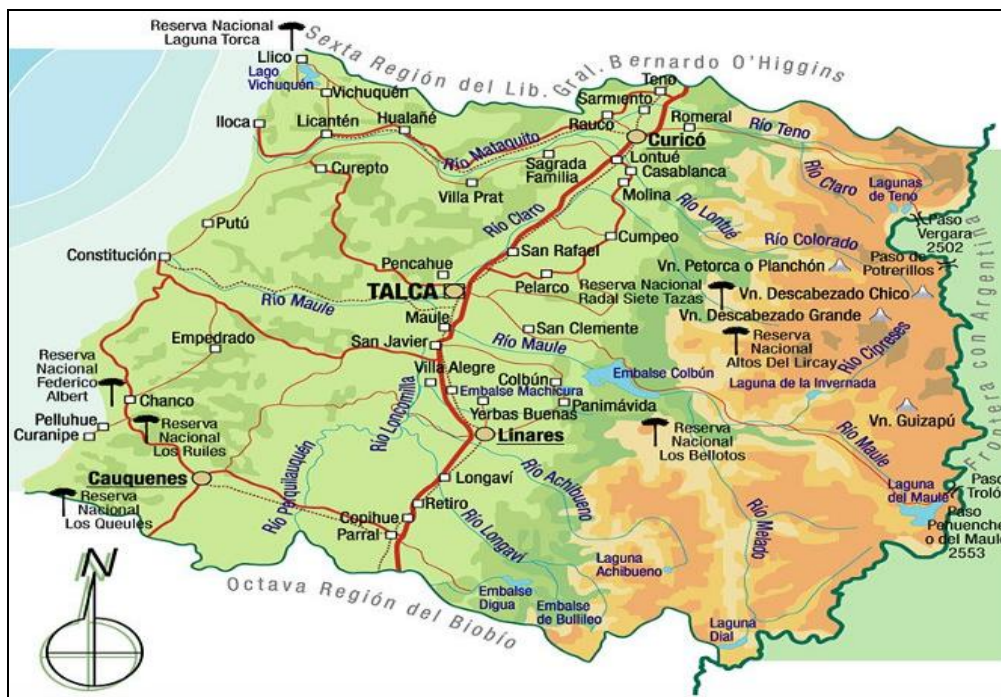 Reserva Nacional
Laguna Torca
Sexta Región del Lib. Gral. Bernardo O'Higgins
Llico
Lago
Vichuquén
Vichuquén
Iloca
Licantén
Hualañé
Río Mataquito
Curepto
Villa Prat
Sagrada
Familia
Teno
Sarmiento
Rauco
Curicó
Romeral
Río Teno
Lontué
Casablanca
Molina
Río Claro
Lagunas
de Teno
Paso
Vergara
2502
Río Lontué
Río Colorado
Paso de
Potrerillos
Putú
Constitución
Río Claro
San Rafael
Cumpeo
Pencahue
Pelarco
TALCA
Río Maule
Maule
San Javier
San Clemente
Río Maule
Vn. Petorca o Planchón
Reserva Nacional
Radal Siete Tazas
Vn. Descabezado Chico
Vn. Descabezado Grande
Reserva
Nacional
Altos Del Lircay
Río Cipreses
Empedrado
Reserva
Nacional
Federico
Albert
Chanco
Pelluhue
Curanipe
Reserva
Nacional
Los Ruiles
Villa Alegre
Colbún
Embalse Machicura
Yerbas Buenas
Panimávida
Embalse Colbún
Laguna de la Invernada
Vn. Guizapú
Río Loncomilla
Linares
Reserva
Nacional
Los Bellotos
Río Maule
Frontera con Argentina
Cauquenes
Reserva
Nacional
Los Queules
Río Perquilauquén
Longaví
Retiro
Copihue
Parral
Río Achibueno
Río Longaví
Río Melado
Laguna
del Maule
Paso
Troló
Paso
Pehuenche
o del Maule
2553
Laguna
Achibueno
Embalse
Digua
Embalse
de Bullileo
Laguna
Dial
Octava Región del Biobío
N